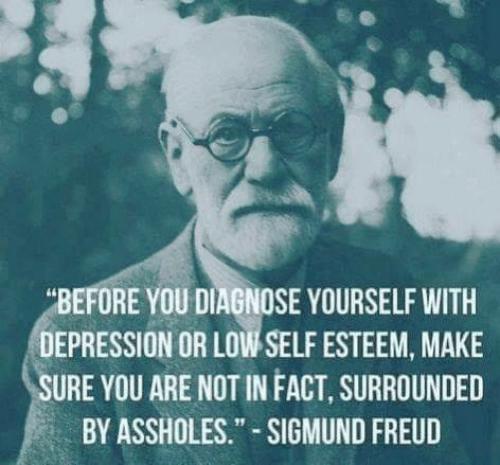 “BEFORE YOU DIAGNOSE YOURSELF WITH
DEPRESSION OR LOW SELF ESTEEM, MAKE
SURE YOU ARE NOT IN FACT, SURROUNDED
BY ASSHOLES.” - SIGMUND FREUD